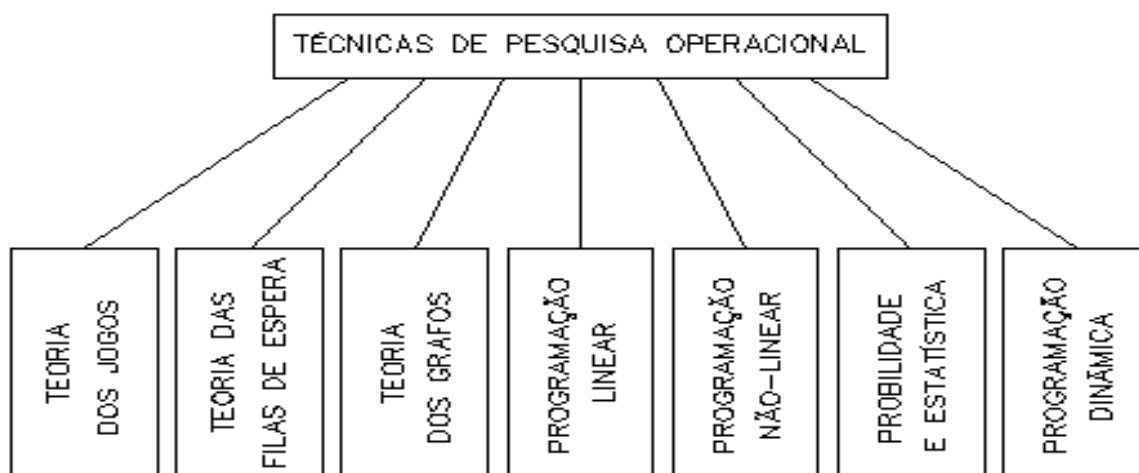 TÉCNICAS DE PESQUISA OPERACIONAL
TEORIA
DOS JOGOS
TEORIA DAS
FILAS DE ESPERA
TEORIA
DOS GRAFOS
PROGRAMAÇÃO
LINEAR
PROGRAMAÇÃO
NÃO-LINEAR
PROBILIDADE
E ESTATÍSTICA
PROGRAMAÇÃO
DINÂMICA